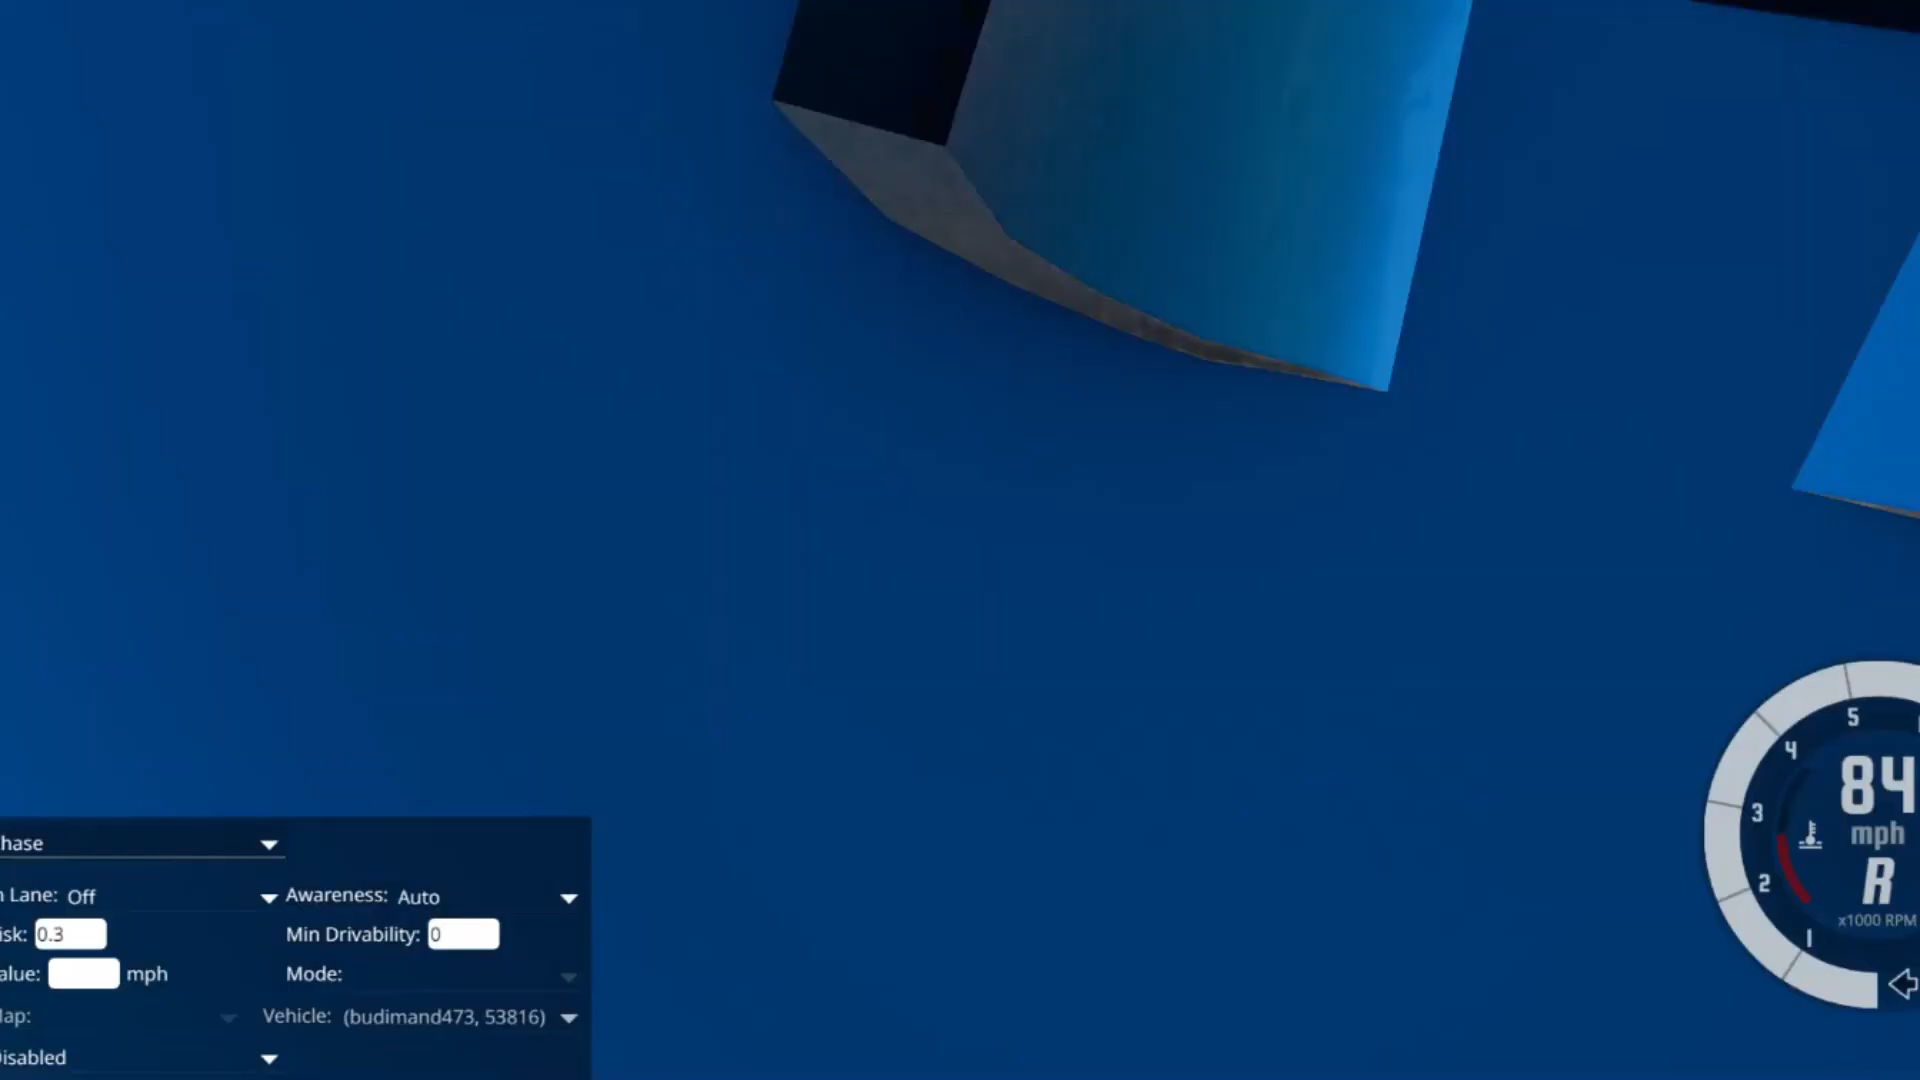 hase
Lane: Off
Awareness: Auto
isk: 0.3
Min Drivability: 0
alue: mph
Mode:
ap:
Vehicle: (budimand473, 53816)
isabled
5
4
3
2
1
84
mph
R
x1000 RPM